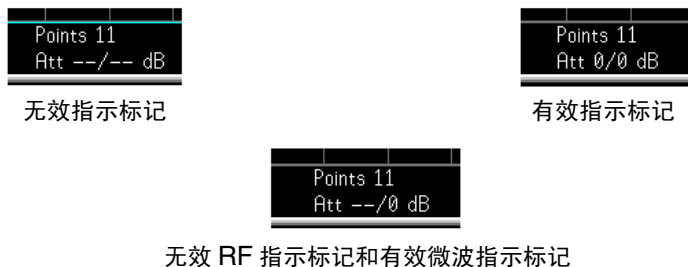 Points 11
Att --/-- dB
无效指示标记
Points 11
Att 0/0 dB
有效指示标记
Points 11
Att --/0 dB
无效 RF 指示标记和有效微波指示标记